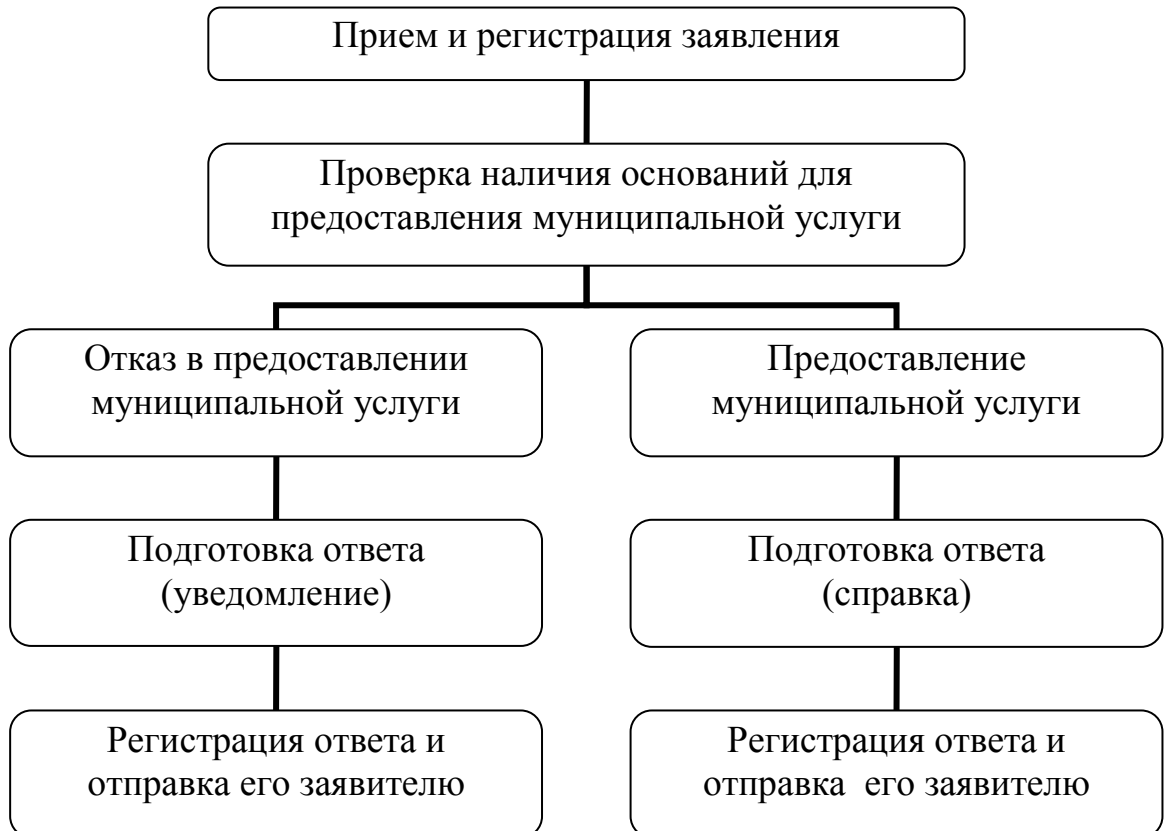 Прием и регистрация заявления
Проверка наличия оснований для
предоставления муниципальной услуги
Отказ в предоставлении
муниципальной услуги
Предоставление
муниципальной услуги
Подготовка ответа
(уведомление)
Подготовка ответа
(справка)
Регистрация ответа и
отправка его заявителю
Регистрация ответа и
отправка  его заявителю